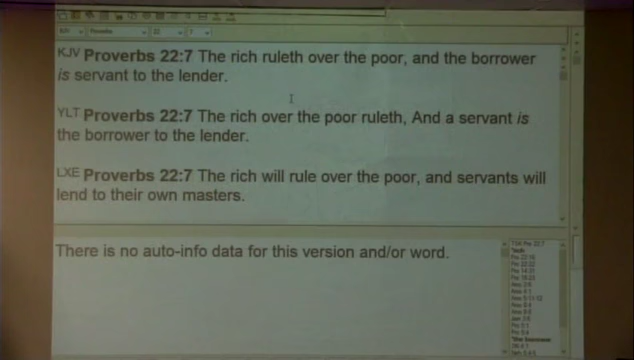 KJV Proverbs 22:7 The rich ruleth over the poor, and the borrower
is servant to the lender.
YLT Proverbs 22:7 The rich over the poor ruleth, And a servant is
the borrower to the lender.
LXE Proverbs 22:7 The rich will rule over the poor, and servants will
lend to their own masters.
There is no auto-info data for this version and/or word.